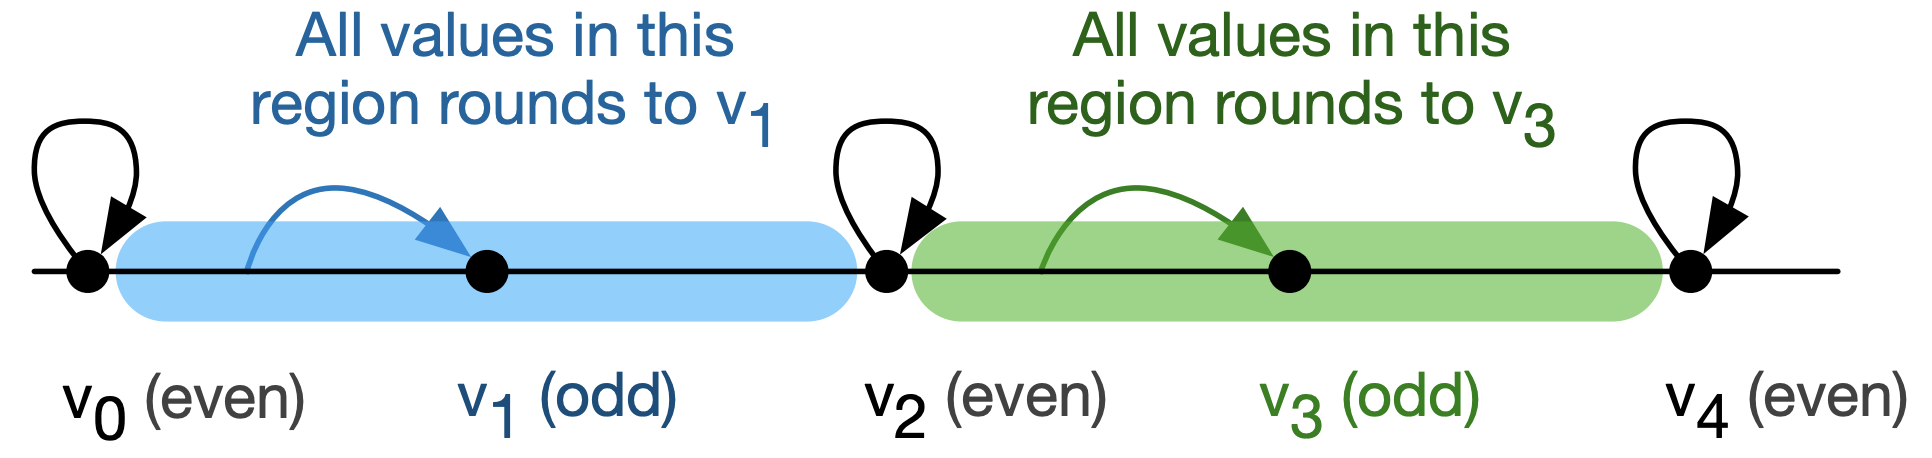 All values in this
region rounds to v1
All values in this
region rounds to v3
v0 (even) v1 (odd) v2 (even) v3 (odd) v4 (even)